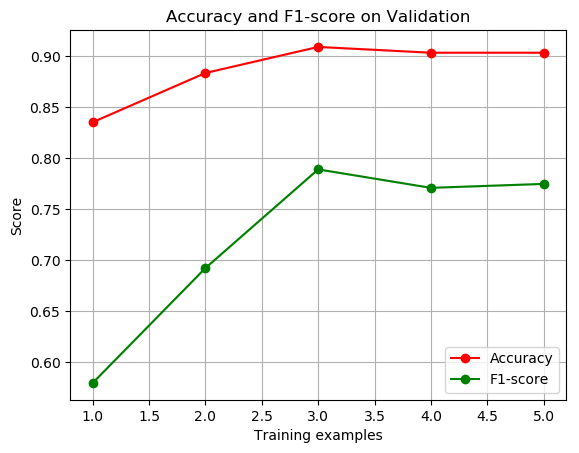 Accuracy and F1-score on Validation
0.90
0.85
0.80
0.75
0.70
0.65
0.60
Score
Accuracy
F1-score
1.0 1.5 2.0 2.5 3.0 3.5 4.0 4.5 5.0
Training examples